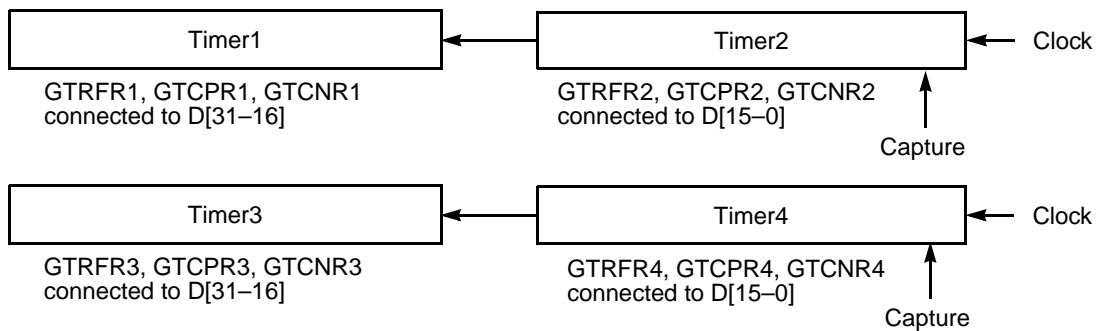 Timer1
Timer2
Clock
GTRFR1, GTCPR1, GTCNR1
connected to D[31–16]
GTRFR2, GTCPR2, GTCNR2
connected to D[15–0]
Capture
Timer3
Timer4
Clock
GTRFR3, GTCPR3, GTCNR3
connected to D[31–16]
GTRFR4, GTCPR4, GTCNR4
connected to D[15–0]
Capture